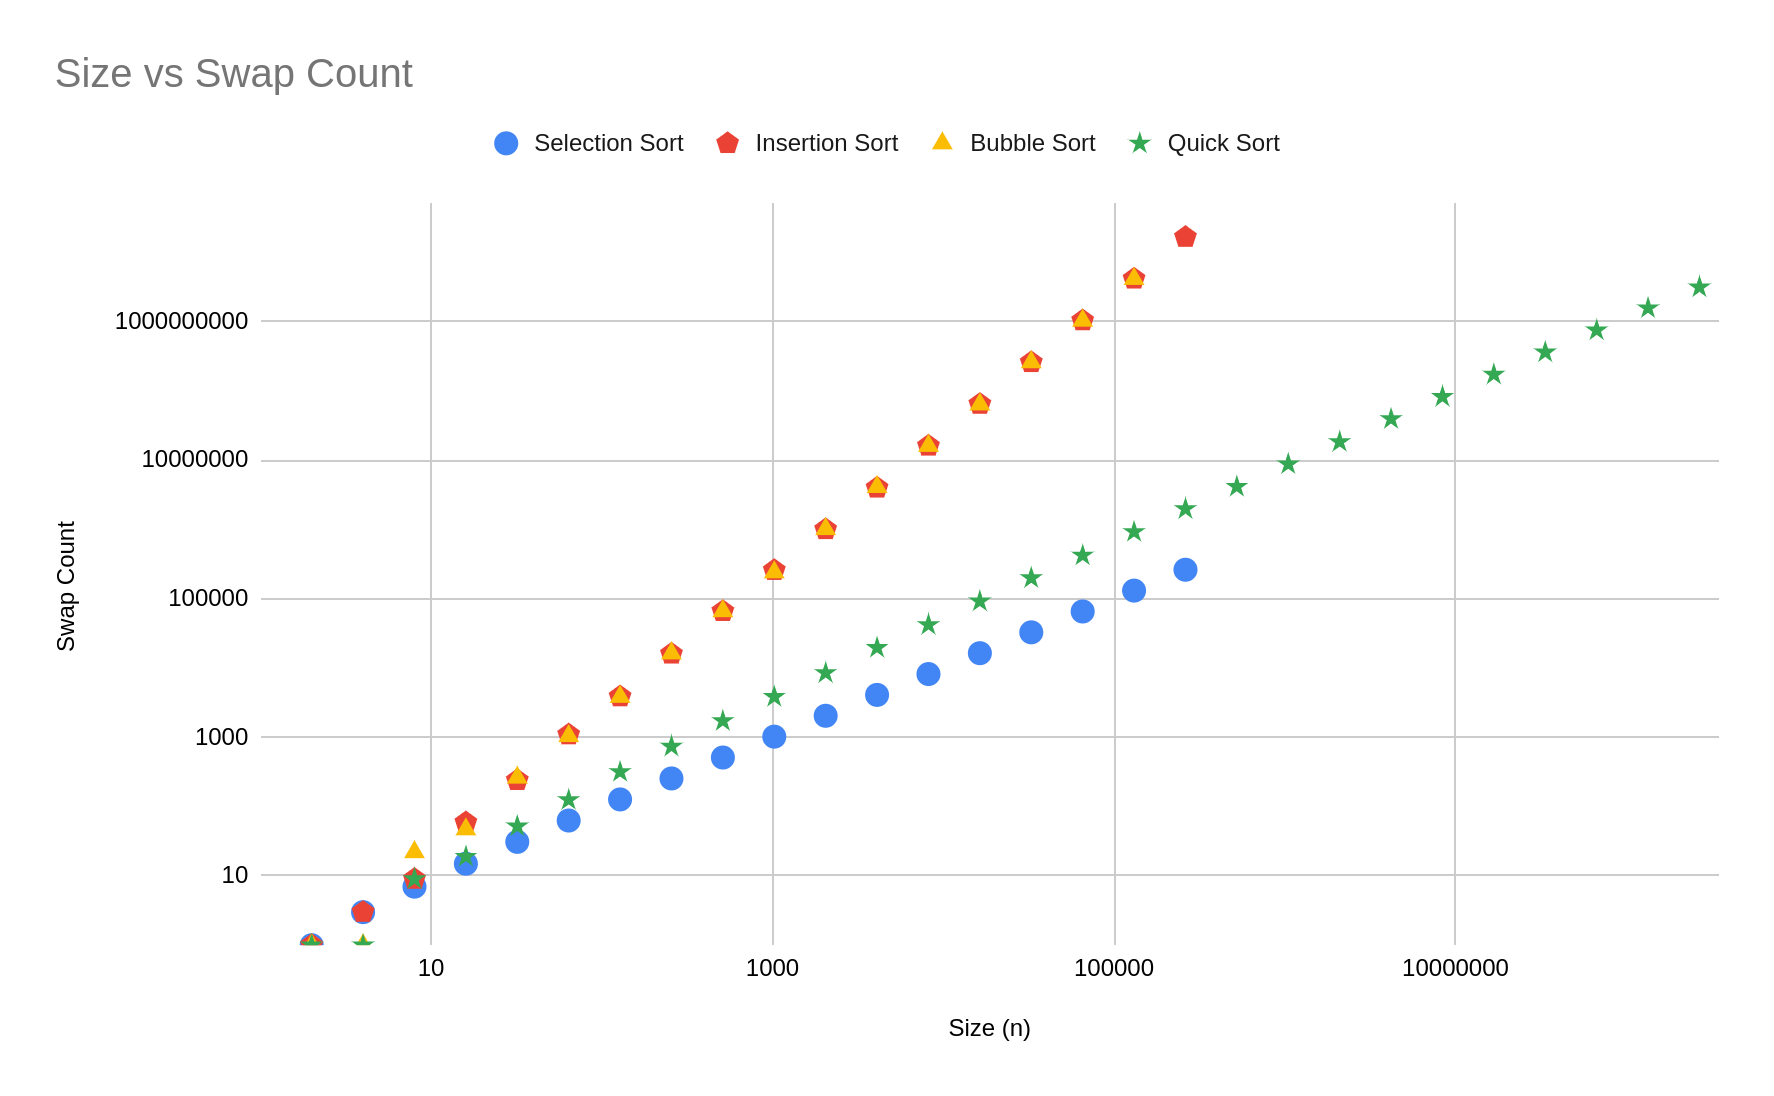 Size vs Swap Count
Selection Sort Insertion Sort Bubble Sort Quick Sort
1000000000
10000000
100000
1000
10
Swap Count
10 1000 100000 10000000
Size (n)